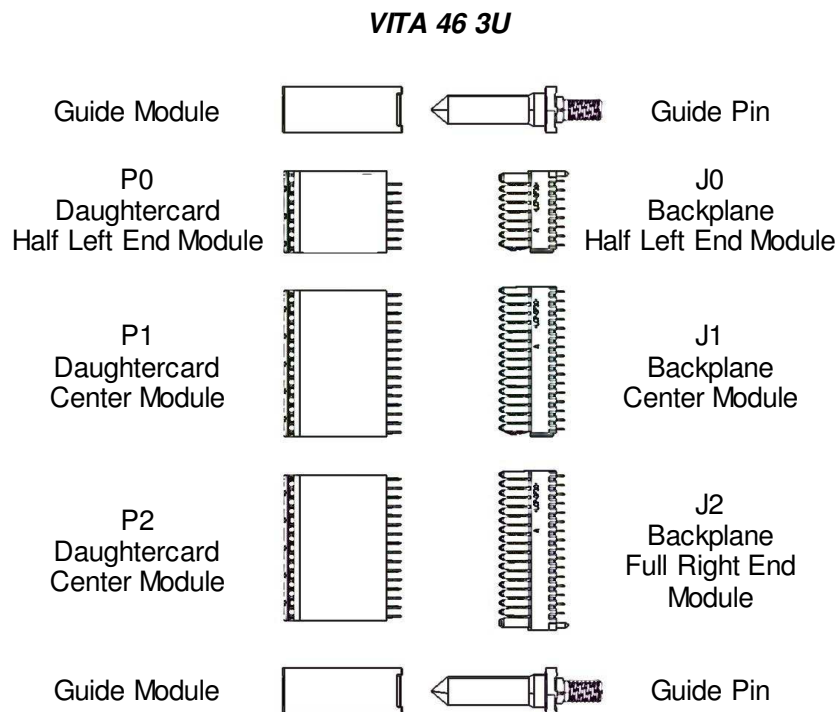 VITA 46 3U
Guide Module
Guide Pin
P0
Daughtercard
Half Left End Module
J0
Backplane
Half Left End Module
P1
Daughtercard
Center Module
J1
Backplane
Center Module
P2
Daughtercard
Center Module
J2
Backplane
Full Right End
Module
Guide Module
Guide Pin